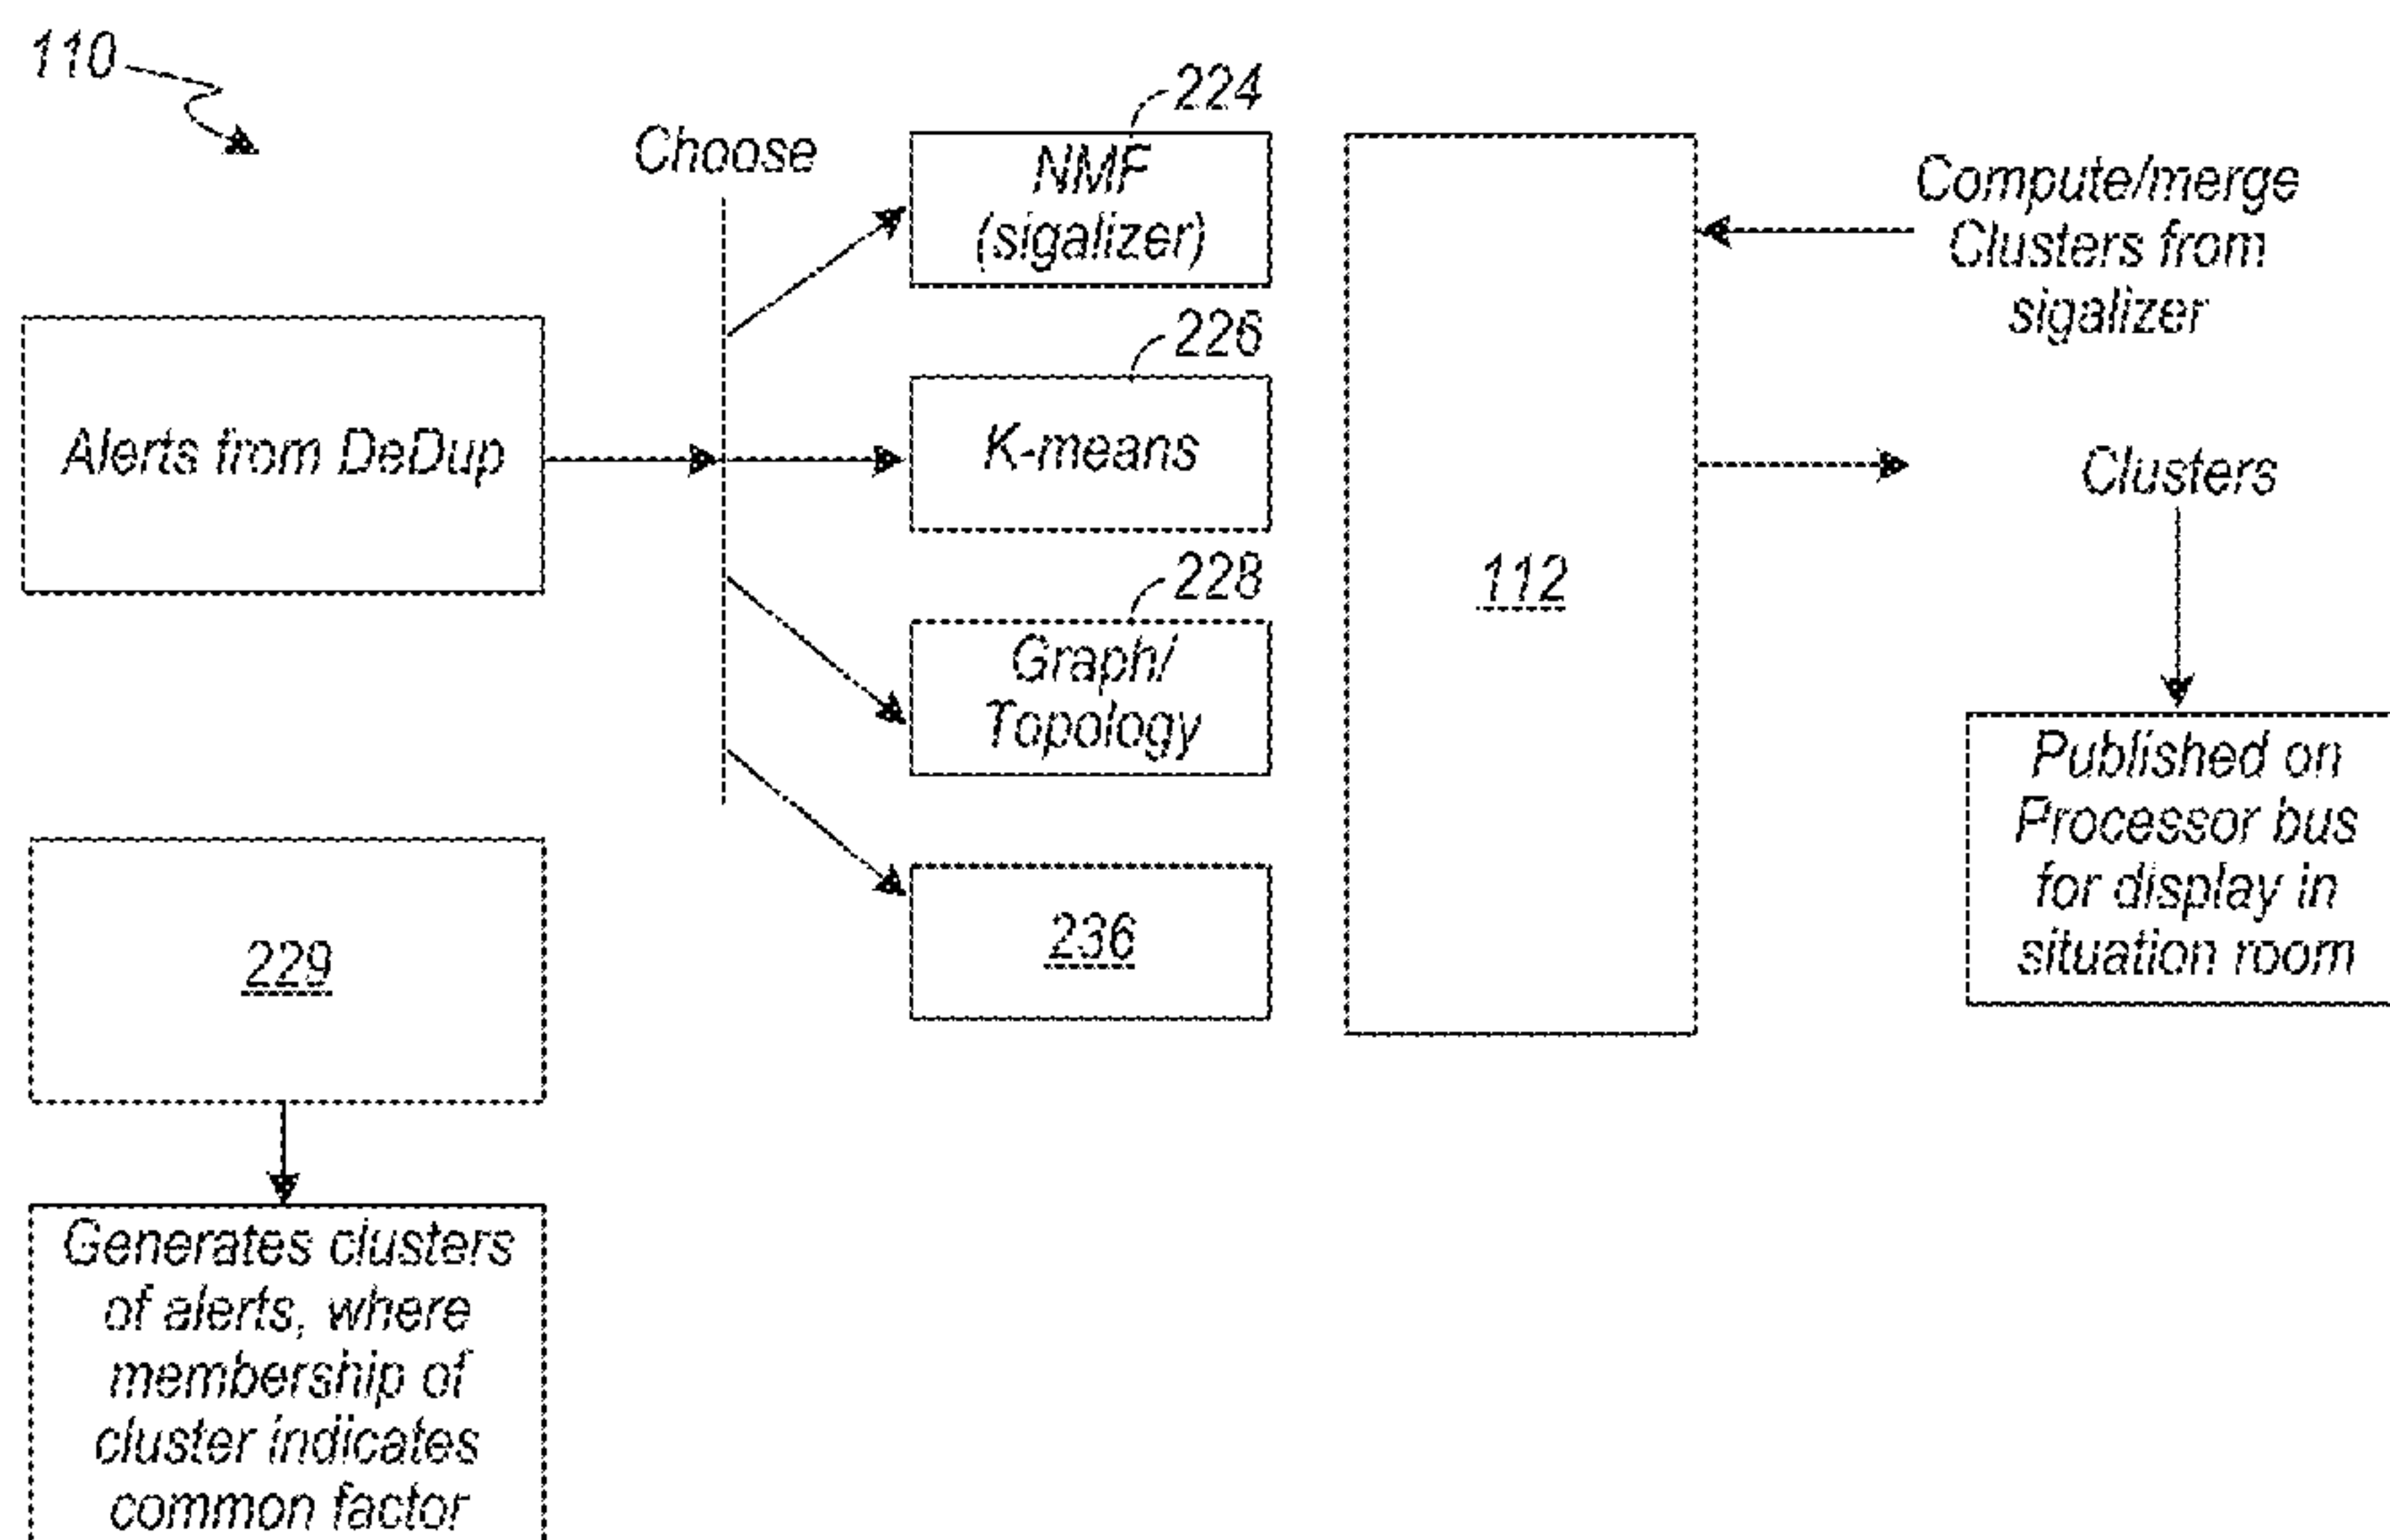 110
Choose
224
NMF
(sigalizer)
226
K-means
228
Graph/
Topology
236
Alerts from DeDup
112
Compute/merge
Clusters from
sigalizer
Clusters
Published on
Processor bus
for display in
situation room
229
Generates clusters
of alerts, where
membership of
cluster indicates
common factor